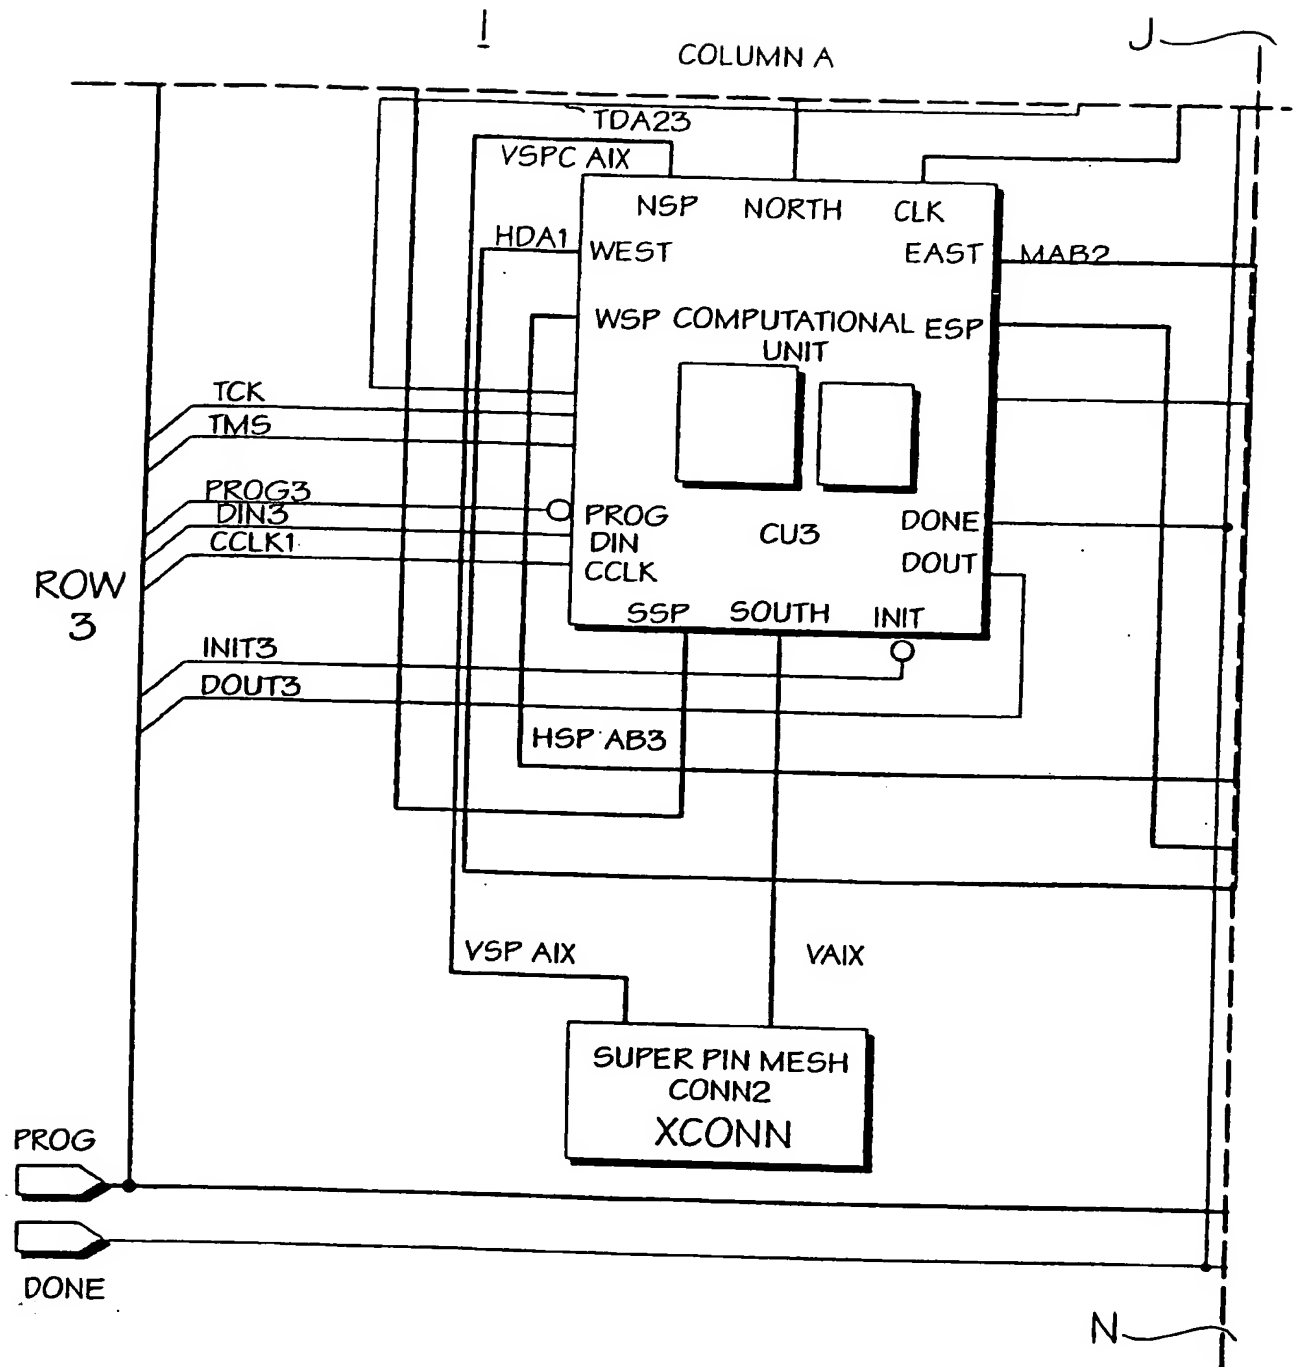 I
J
COLUMN A
TDA23
VSPC AIX
NSP NORTH CLK
HDA1
WEST EAST
MAB2
WSP COMPUTATIONAL ESP
UNIT
TCK
TMS
PROG3
DIN3
CCLK1
PROG
DIN
CCLK
CU3
DONE
DOUT
ROW
3
SSP SOUTH INIT
INIT3
DOUT3
HSP AB3
VSP AIX
VAIX
SUPER PIN MESH
CONN2
XCONN
PROG
DONE
N